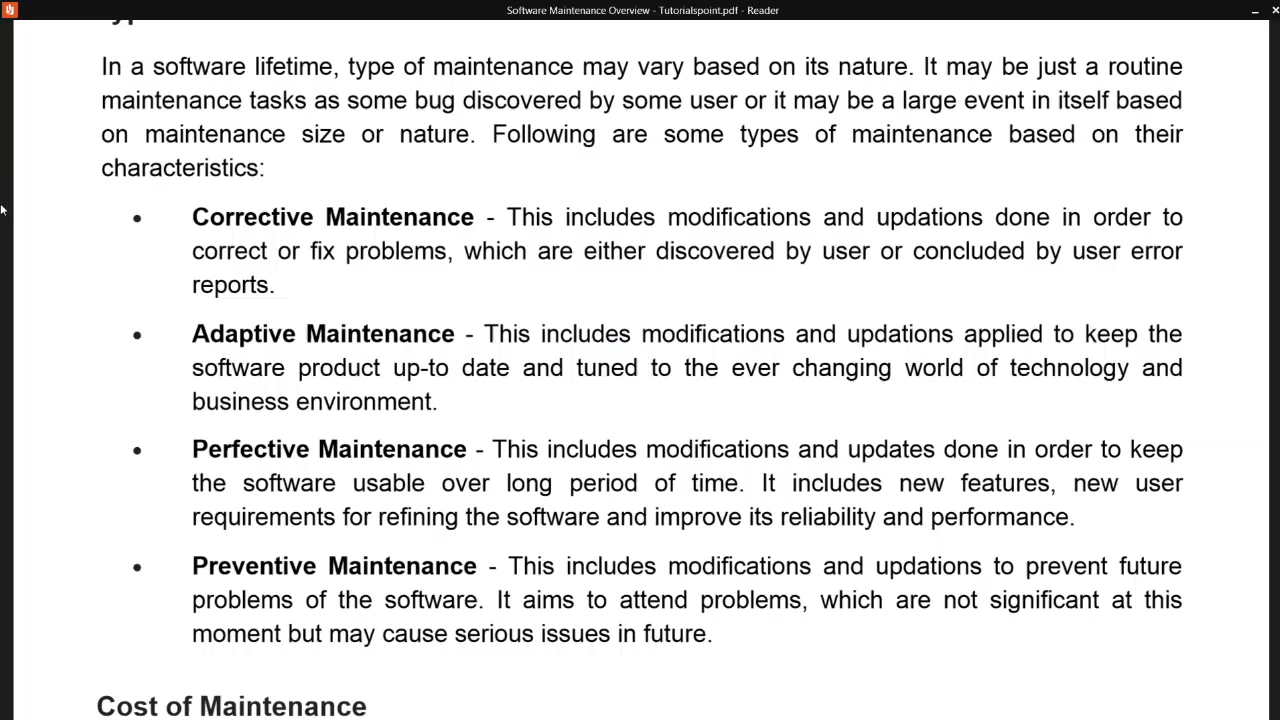 Software Maintenance Overview - Tutorialspoint.pdf - Reader
In a software lifetime, type of maintenance may vary based on its nature. It may be just a routine
maintenance tasks as some bug discovered by some user or it may be a large event in itself based
on maintenance size or nature. Following are some types of maintenance based on their
characteristics:
• Corrective Maintenance - This includes modifications and updations done in order to
correct or fix problems, which are either discovered by user or concluded by user error
reports.
• Adaptive Maintenance - This includes modifications and updations applied to keep the
software product up-to date and tuned to the ever changing world of technology and
business environment.
• Perfective Maintenance - This includes modifications and updates done in order to keep
the software usable over long period of time. It includes new features, new user
requirements for refining the software and improve its reliability and performance.
• Preventive Maintenance - This includes modifications and updations to prevent future
problems of the software. It aims to attend problems, which are not significant at this
moment but may cause serious issues in future.
Cost of Maintenance